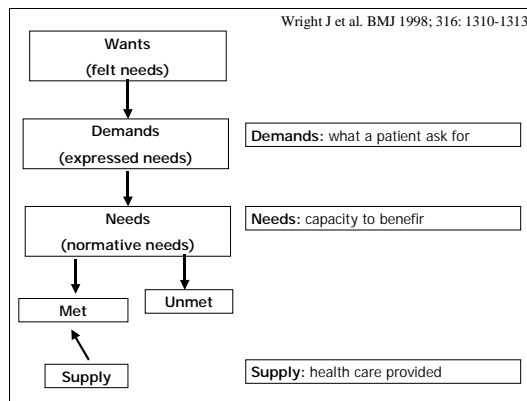 Wright J et al. BMJ 1998; 316: 1310-1313
Wants
(felt needs)
Demands
(expressed needs)
Demands: what a patient ask for
Needs
(normative needs)
Needs: capacity to benefir
Met
Unmet
Supply
Supply: health care provided